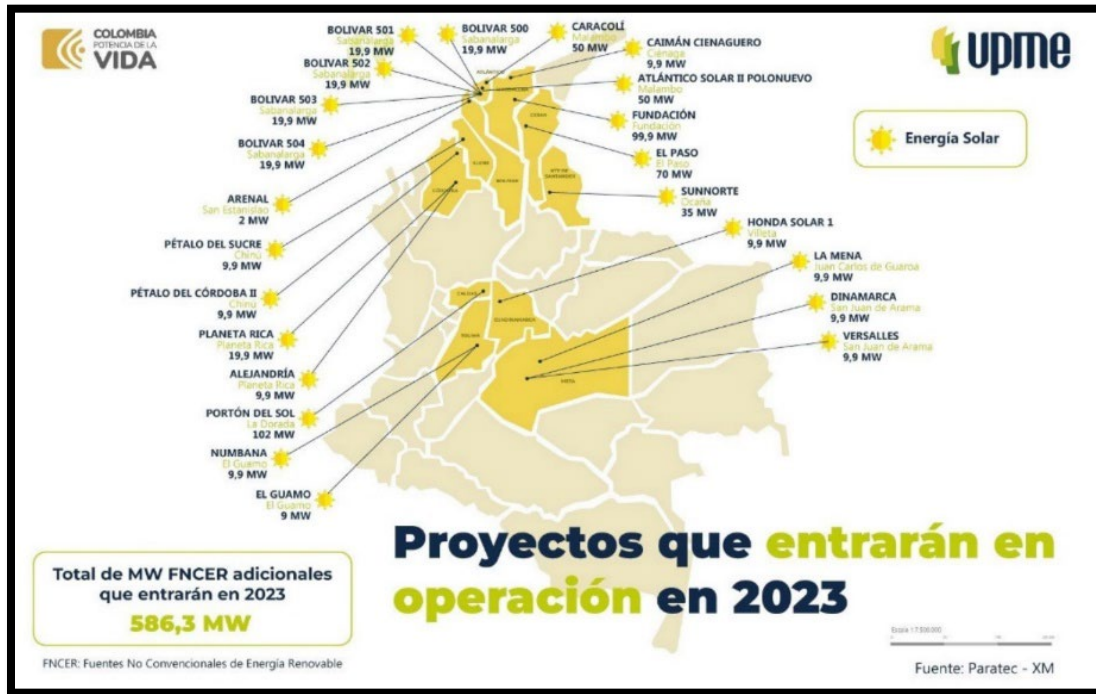 COLOMBIA
POTENCIA DE LA
VIDA
upme
BOLIVAR 501
Sabanalarga
19,9 MW
BOLIVAR 500
Sabanalarga
19,9 MW
CARACOLÍ
Malambo
50 MW
CAIMÁN CIENAGUERO
Ciénaga
9,9 MW
BOLIVAR 502
Sabanalarga
19,9 MW
ATLÁNTICO SOLAR II POLONUEVO
Malambo
50 MW
BOLIVAR 503
Sabanalarga
19,9 MW
FUNDACIÓN
Fundación
99,9 MW
Energía Solar
BOLIVAR 504
Sabanalarga
19,9 MW
EL PASO
El Paso
70 MW
ARENAL
San Estanislao
2 MW
SUNNORTE
Ocaña
35 MW
PÉTALO DEL SUCRE
Chinú
9,9 MW
HONDA SOLAR 1
Villeta
9,9 MW
LA MENA
Juan Carlos de Guaroa
9,9 MW
PÉTALO DEL CÓRDOBA II
Chinú
9,9 MW
DINAMARCA
San Juan de Arama
9,9 MW
PLANETA RICA
Planeta Rica
19,9 MW
VERSALLES
San Juan de Arama
9,9 MW
ALEJANDRÍA
Planeta Rica
9,9 MW
PORTÓN DEL SOL
La Dorada
102 MW
NUMBANA
El Guamo
9,9 MW
EL GUAMO
El Guamo
9 MW
CALDAS
TOLIMA
META
Proyectos que entrarán en
operación en 2023
Total de MW FNCER adicionales
que entrarán en 2023
586,3 MW
FNCER: Fuentes No Convencionales de Energía Renovable
Fuente: Paratec - XM